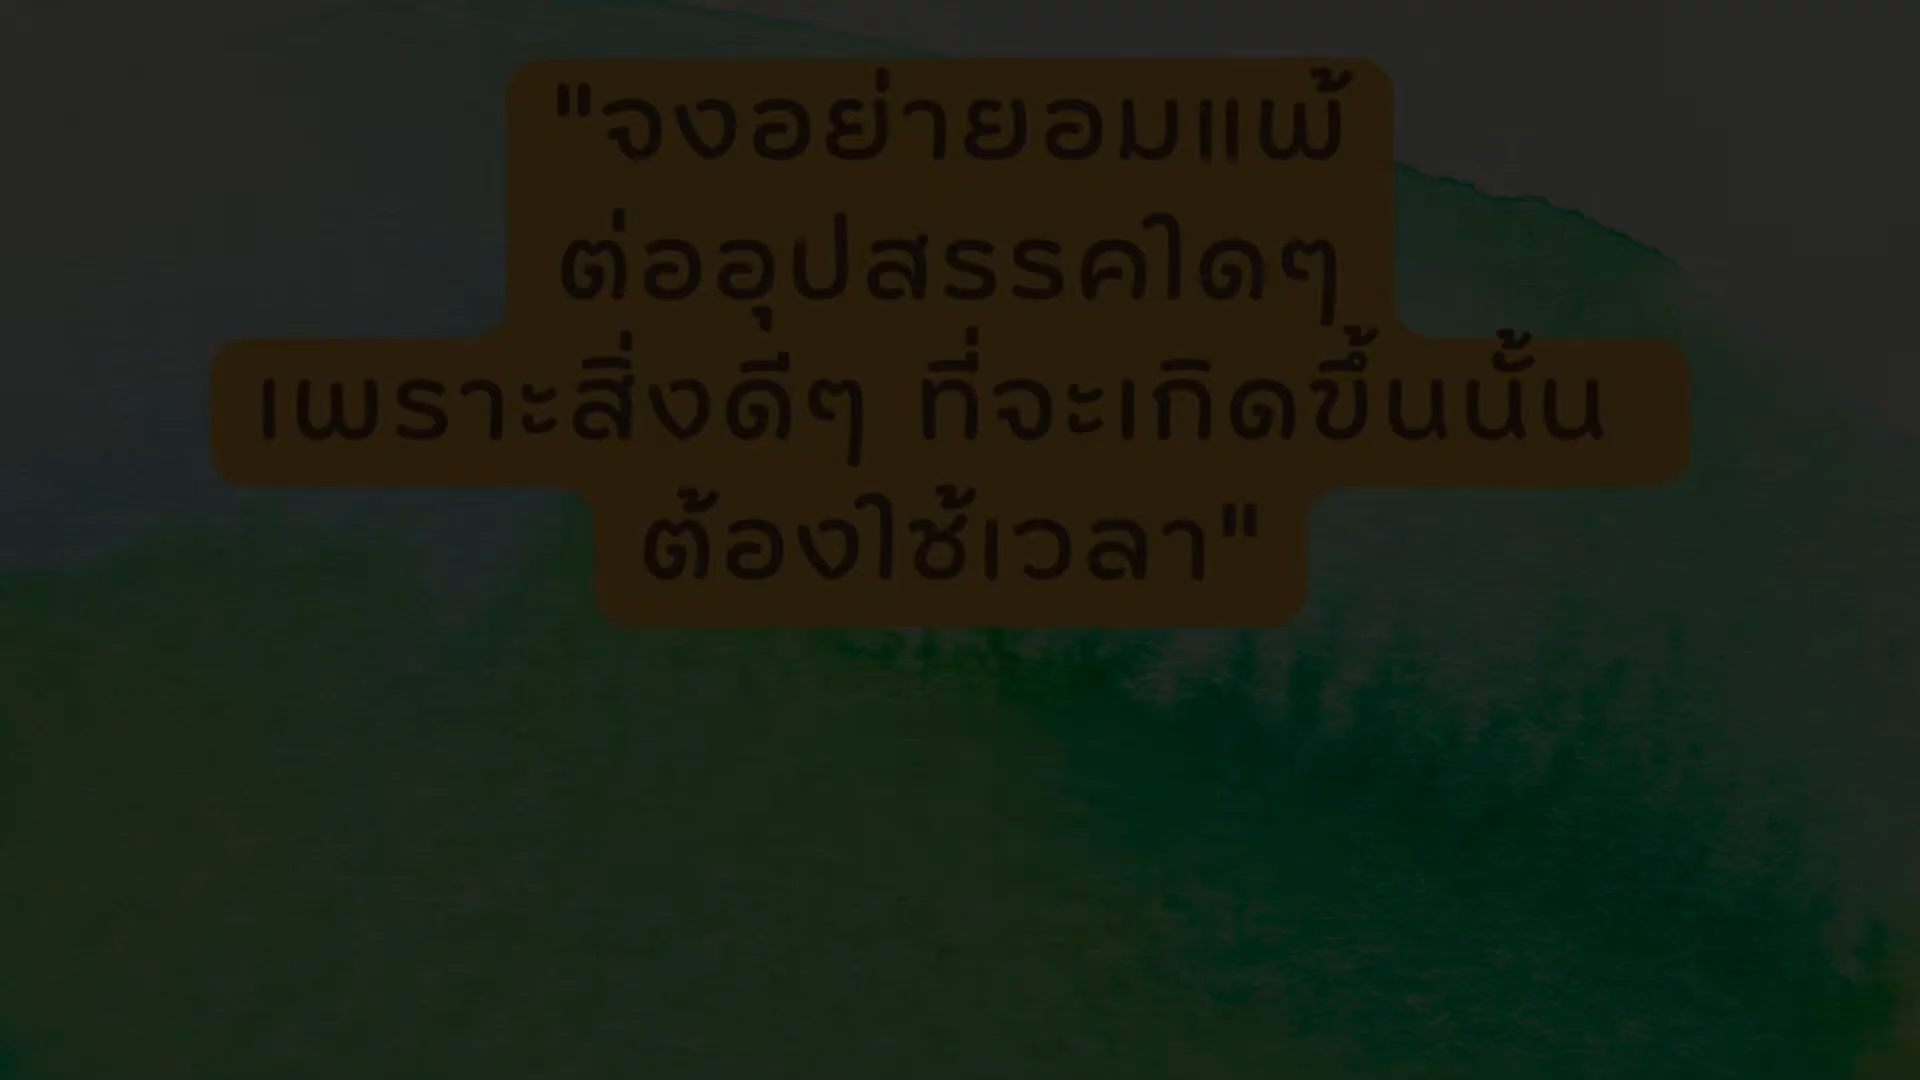 "จงอย่ายอมแพ้
ต่ออุปสรรคใดๆ
เพราะสิ่งดีๆ ที่จะเกิดขึ้นนั้น
ต้องใช้เวลา"